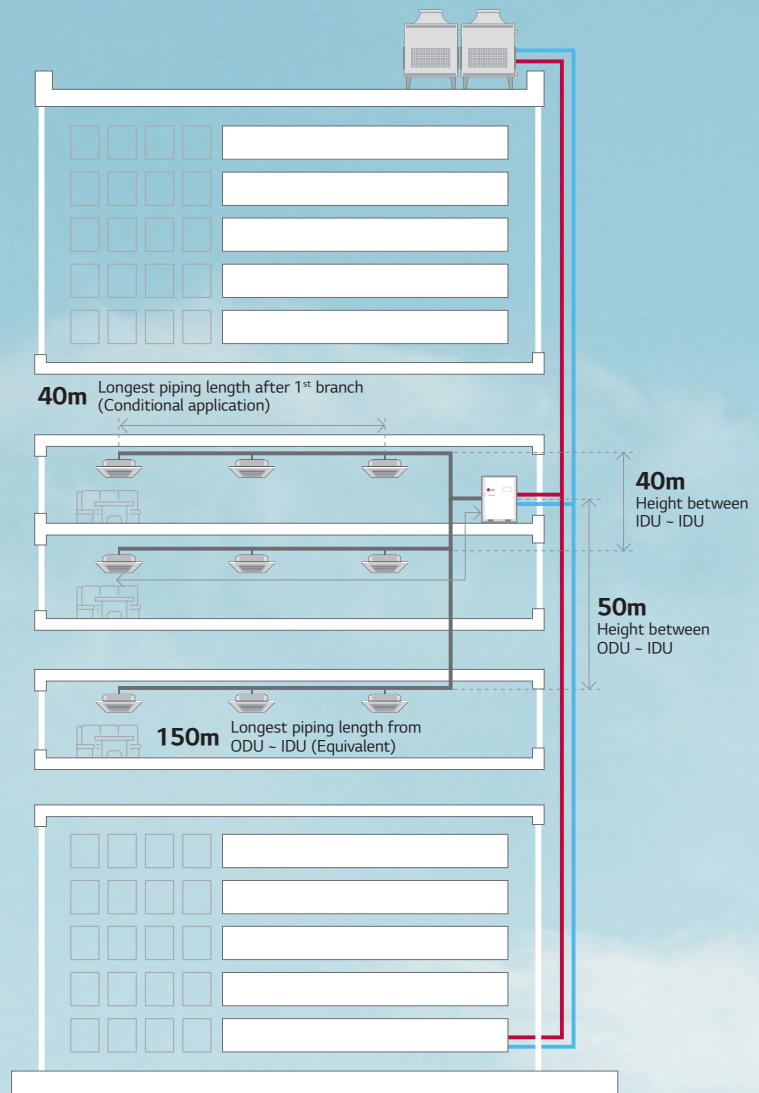 40m Longest piping length after 1st branch
(Conditional application)
40m
Height between
IDU ~ IDU
50m
Height between
ODU ~ IDU
150m Longest piping length from
ODU ~ IDU (Equivalent)